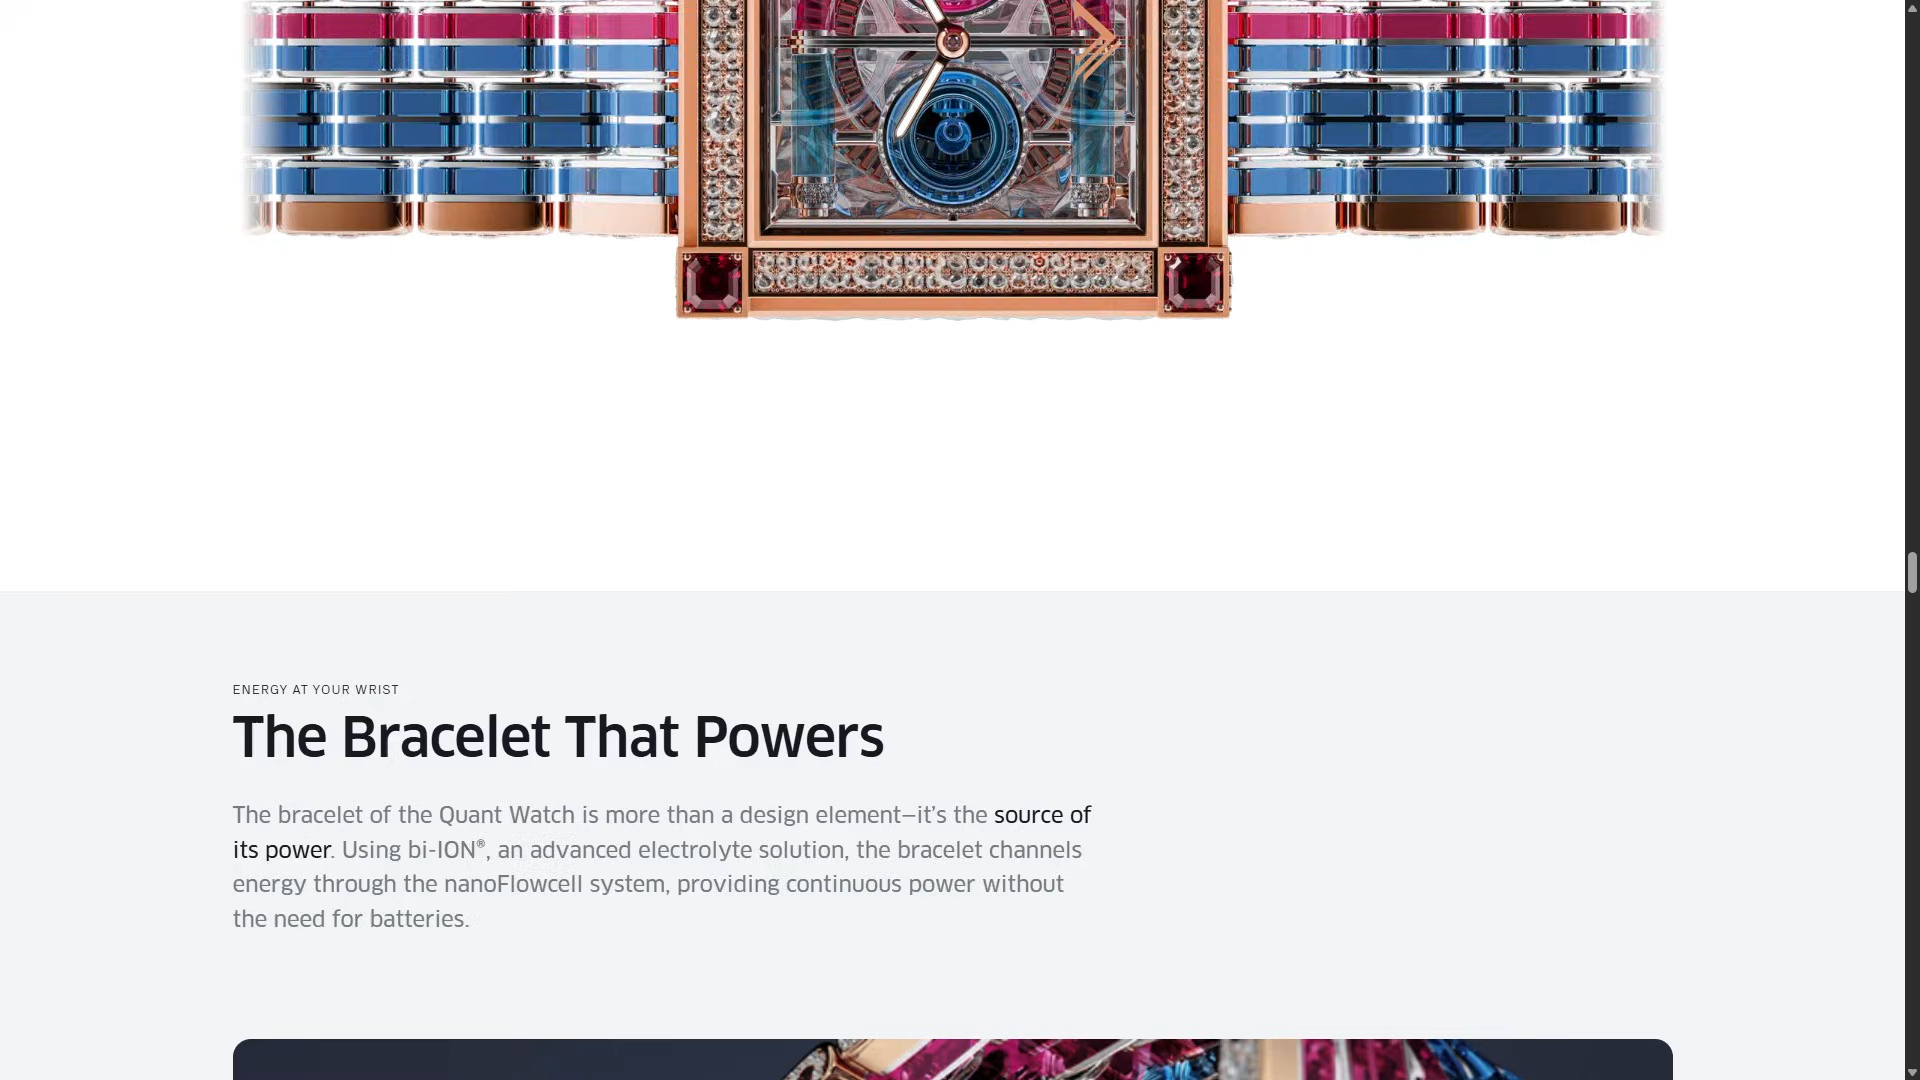 ENERGY AT YOUR WRIST
The Bracelet That Powers
The bracelet of the Quant Watch is more than a design element—it’s the source of
its power. Using bi-ION®, an advanced electrolyte solution, the bracelet channels
energy through the nanoFlowcell system, providing continuous power without
the need for batteries.